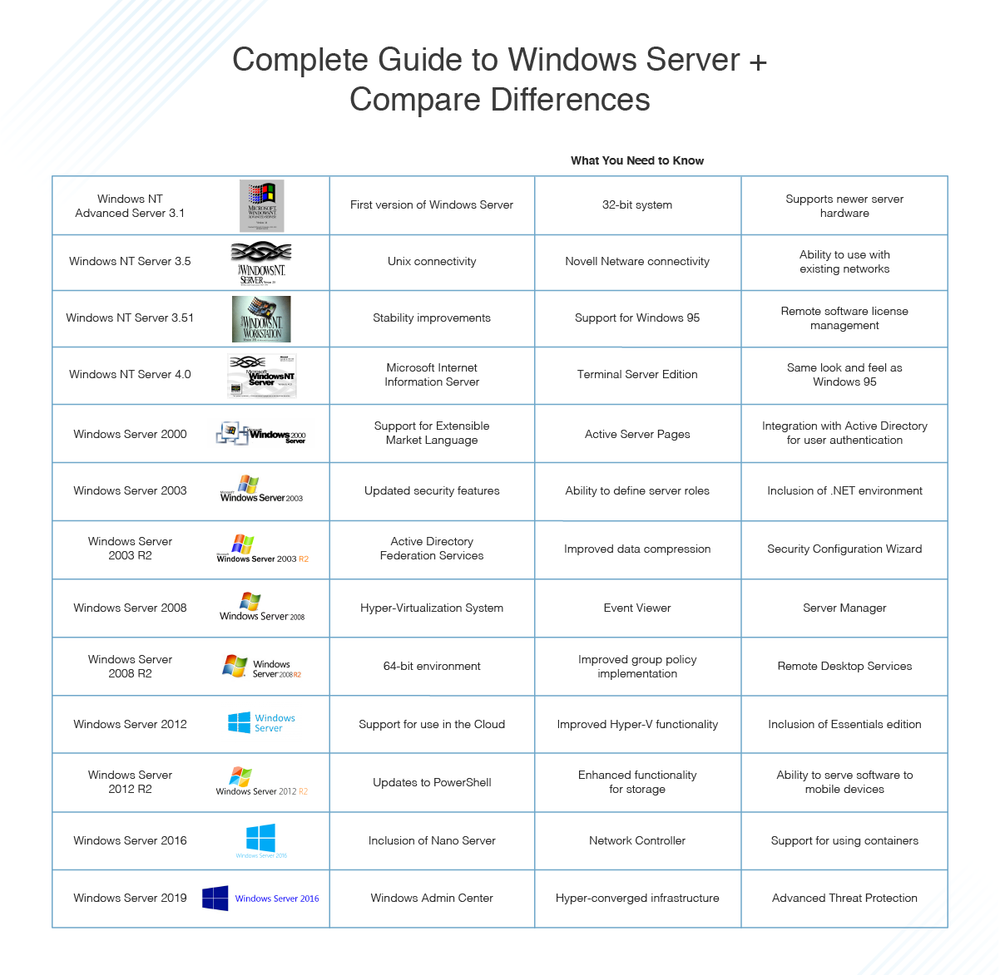 Complete Guide to Windows Server +
Compare Differences
What You Need to Know
Windows NT
Advanced Server 3.1
MICROSOFT
WINDOWS NT
ADVANCED SERVER
First version of Windows Server
32-bit system
Supports newer server
hardware
Windows NT Server 3.5
WINDOWS NT
SERVER
Unix connectivity
Novell Netware connectivity
Ability to use with
existing networks
Windows NT Server 3.51
WINDOWS NT
WORKSTATION
Stability improvements
Support for Windows 95
Remote software license
management
Windows NT Server 4.0
Microsoft
Windows NT
Server
Microsoft Internet
Information Server
Terminal Server Edition
Same look and feel as
Windows 95
Windows Server 2000
Microsoft
Windows 2000
Server
Support for Extensible
Market Language
Active Server Pages
Integration with Active Directory
for user authentication
Windows Server 2003
Microsoft
Windows Server 2003
Updated security features
Ability to define server roles
Inclusion of .NET environment
Windows Server
2003 R2
Microsoft
Windows Server 2003 R2
Active Directory
Federation Services
Improved data compression
Security Configuration Wizard
Windows Server 2008
Windows Server 2008
Hyper-Virtualization System
Event Viewer
Server Manager
Windows Server
2008 R2
Windows
Server 2008 R2
64-bit environment
Improved group policy
implementation
Remote Desktop Services
Windows Server 2012
Windows
Server
Support for use in the Cloud
Improved Hyper-V functionality
Inclusion of Essentials edition
Windows Server
2012 R2
Windows Server 2012 R2
Updates to PowerShell
Enhanced functionality
for storage
Ability to serve software to
mobile devices
Windows Server 2016
Windows Server 2016
Inclusion of Nano Server
Network Controller
Support for using containers
Windows Server 2019
Windows Server 2016
Windows Admin Center
Hyper-converged infrastructure
Advanced Threat Protection